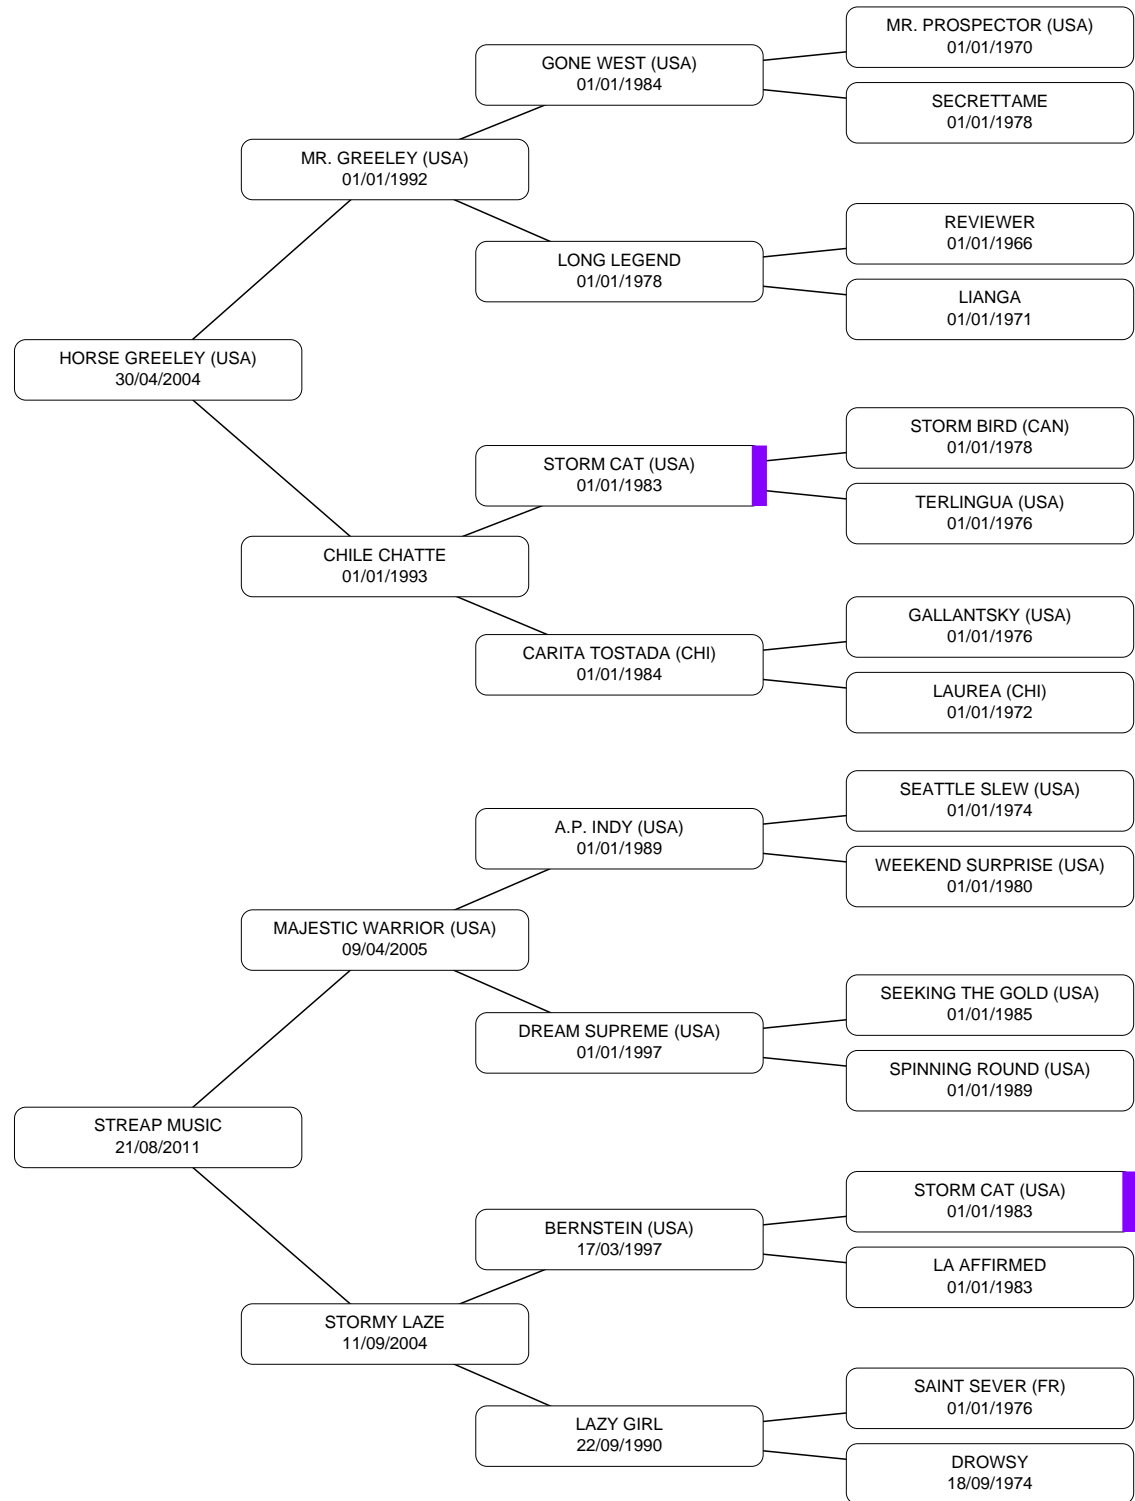 MR. PROSPECTOR (USA)
01/01/1970
GONE WEST (USA)
01/01/1984
SECRETTAME
01/01/1978
MR. GREELEY (USA)
01/01/1992
REVIEWER
01/01/1966
LONG LEGEND
01/01/1978
LIANGA
01/01/1971
HORSE GREELEY (USA)
30/04/2004
STORM BIRD (CAN)
01/01/1978
STORM CAT (USA)
01/01/1983
TERLINGUA (USA)
01/01/1976
CHILE CHATTE
01/01/1993
GALLANTSKY (USA)
01/01/1976
CARITA TOSTADA (CHI)
01/01/1984
LAUREA (CHI)
01/01/1972
SEATTLE SLEW (USA)
01/01/1974
A.P. INDY (USA)
01/01/1989
WEEKEND SURPRISE (USA)
01/01/1980
MAJESTIC WARRIOR (USA)
09/04/2005
SEEKING THE GOLD (USA)
01/01/1985
DREAM SUPREME (USA)
01/01/1997
SPINNING ROUND (USA)
01/01/1989
STREAP MUSIC
21/08/2011
STORM CAT (USA)
01/01/1983
BERNSTEIN (USA)
17/03/1997
LA AFFIRMED
01/01/1983
STORMY LAZE
11/09/2004
SAINT SEVER (FR)
01/01/1976
LAZY GIRL
22/09/1990
DROWSY
18/09/1974